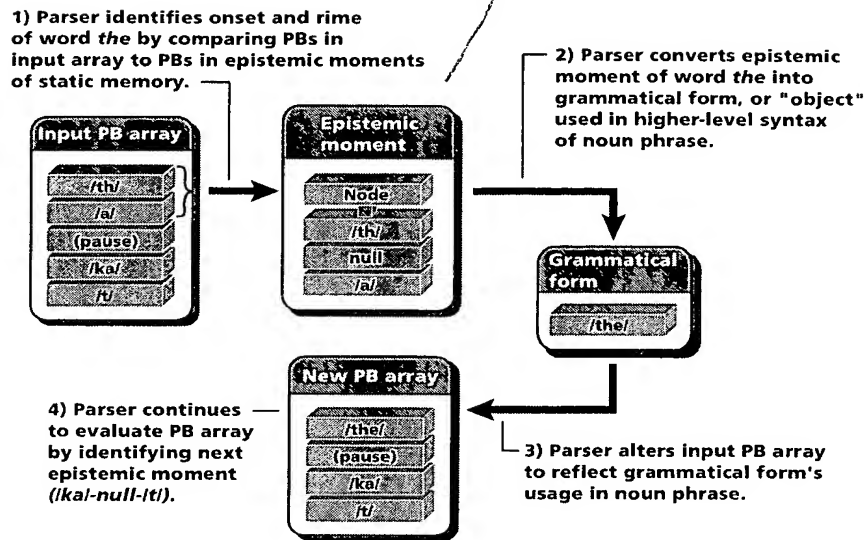 1) Parser identifies onset and rime
of word the by comparing PBs in
input array to PBs in epistemic moments
of static memory.
2) Parser converts epistemic
moment of word the into
grammatical form, or "object"
used in higher-level syntax
of noun phrase.
Input PB array
/th/
/a/
(pause)
/ka/
/t/
Epistemic
moment
Node
/th/
null
/a/
Grammatical
form
/the/
New PB array
/the/
(pause)
/ka/
/t/
4) Parser continues
to evaluate PB array
by identifying next
epistemic moment
(/ka/-null-/t/).
3) Parser alters input PB array
to reflect grammatical form's
usage in noun phrase.